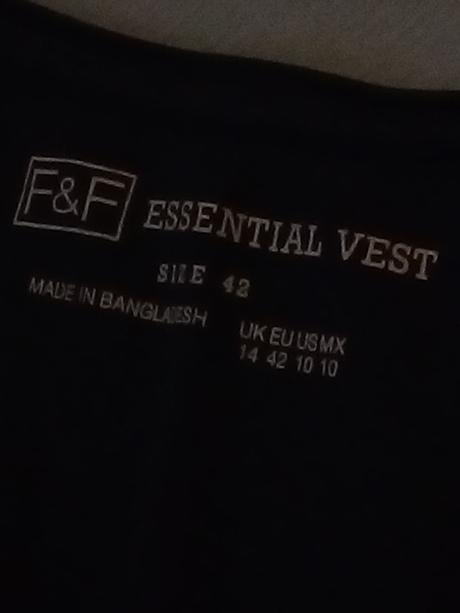 F&F ESSENTIAL VEST
SIZE 42
MADE IN BANGLADESH
UK EU US MX
14 42 10 10